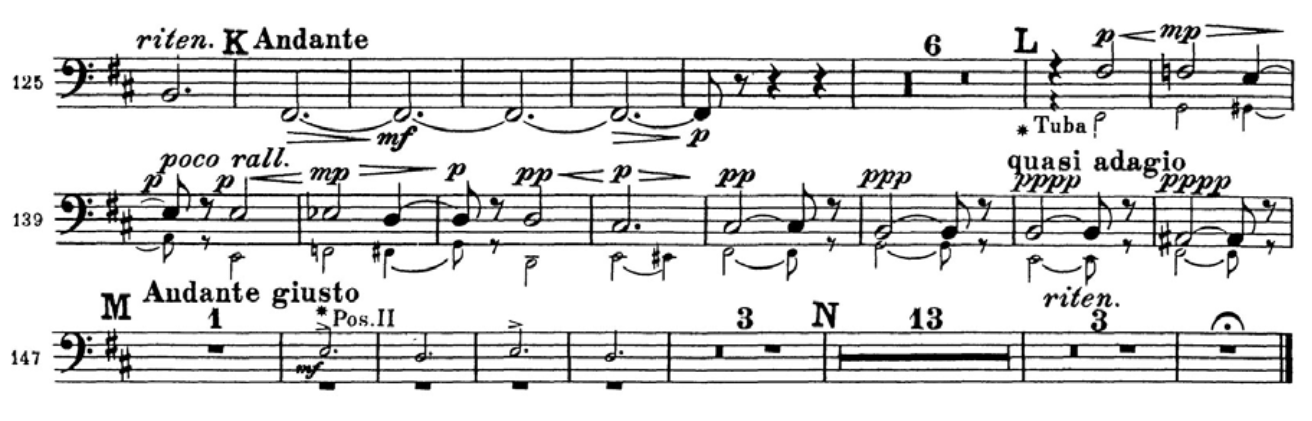 riten. K Andante 6 L p mp
125
mf p * Tuba
poco rall. quasi adagio
p p mp p pp p pp ppp pppp pppp
139
M Andante giusto riten.
1 * Pos.II 3 N 13 3
147 mf